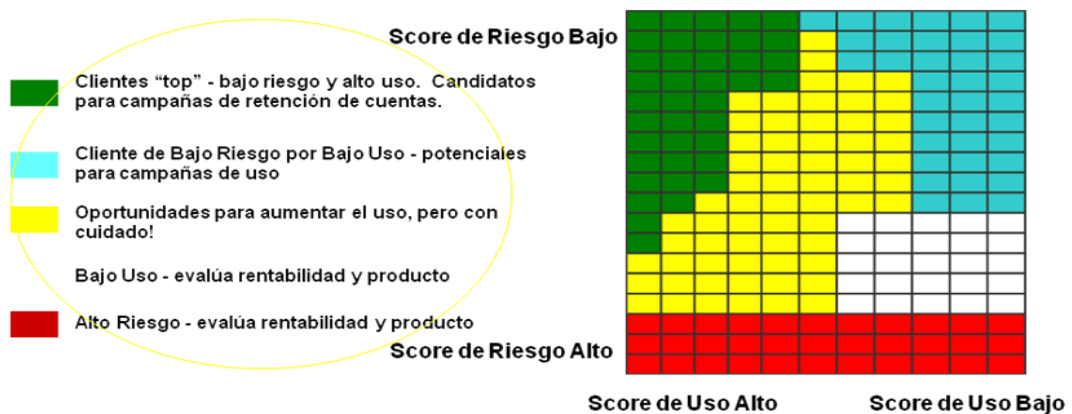 Score de Riesgo Bajo
Clientes “top” - bajo riesgo y alto uso. Candidatos
para campañas de retención de cuentas.
Cliente de Bajo Riesgo por Bajo Uso - potenciales
para campañas de uso
Oportunidades para aumentar el uso, pero con
cuidado!
Bajo Uso - evalúa rentabilidad y producto
Alto Riesgo - evalúa rentabilidad y producto
Score de Riesgo Alto
Score de Uso Alto
Score de Uso Bajo